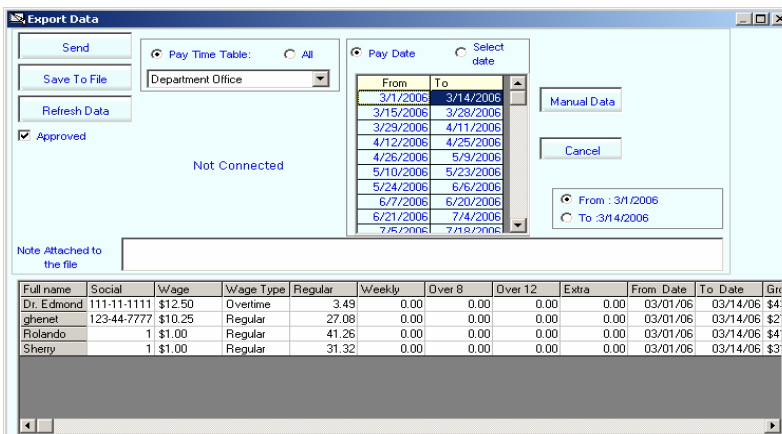 Export Data
Send
Save To File
Refresh Data
Approved
Pay Time Table: All
Department Office
Not Connected
Pay Date Select date
From To
3/1/2006 3/14/2006
3/15/2006 3/28/2006
3/29/2006 4/11/2006
4/12/2006 4/25/2006
4/26/2006 5/9/2006
5/10/2006 5/23/2006
5/24/2006 6/6/2006
6/7/2006 6/20/2006
6/21/2006 7/4/2006
7/5/2006 7/18/2006
Manual Data
Cancel
From : 3/1/2006
To :3/14/2006
Note Attached to
the file
Full name Social Wage Wage Type Regular Weekly Over 8 Over 12 Extra From Date To Date
Dr. Edmond 111-11-1111 $12.50 Overtime 3.49 0.00 0.00 0.00 0.00 03/01/06 03/14/06
ghenet 123-44-7777 $10.25 Regular 27.08 0.00 0.00 0.00 0.00 03/01/06 03/14/06
Rolando 1 $1.00 Regular 41.26 0.00 0.00 0.00 0.00 03/01/06 03/14/06
Sherry 1 $1.00 Regular 31.32 0.00 0.00 0.00 0.00 03/01/06 03/14/06